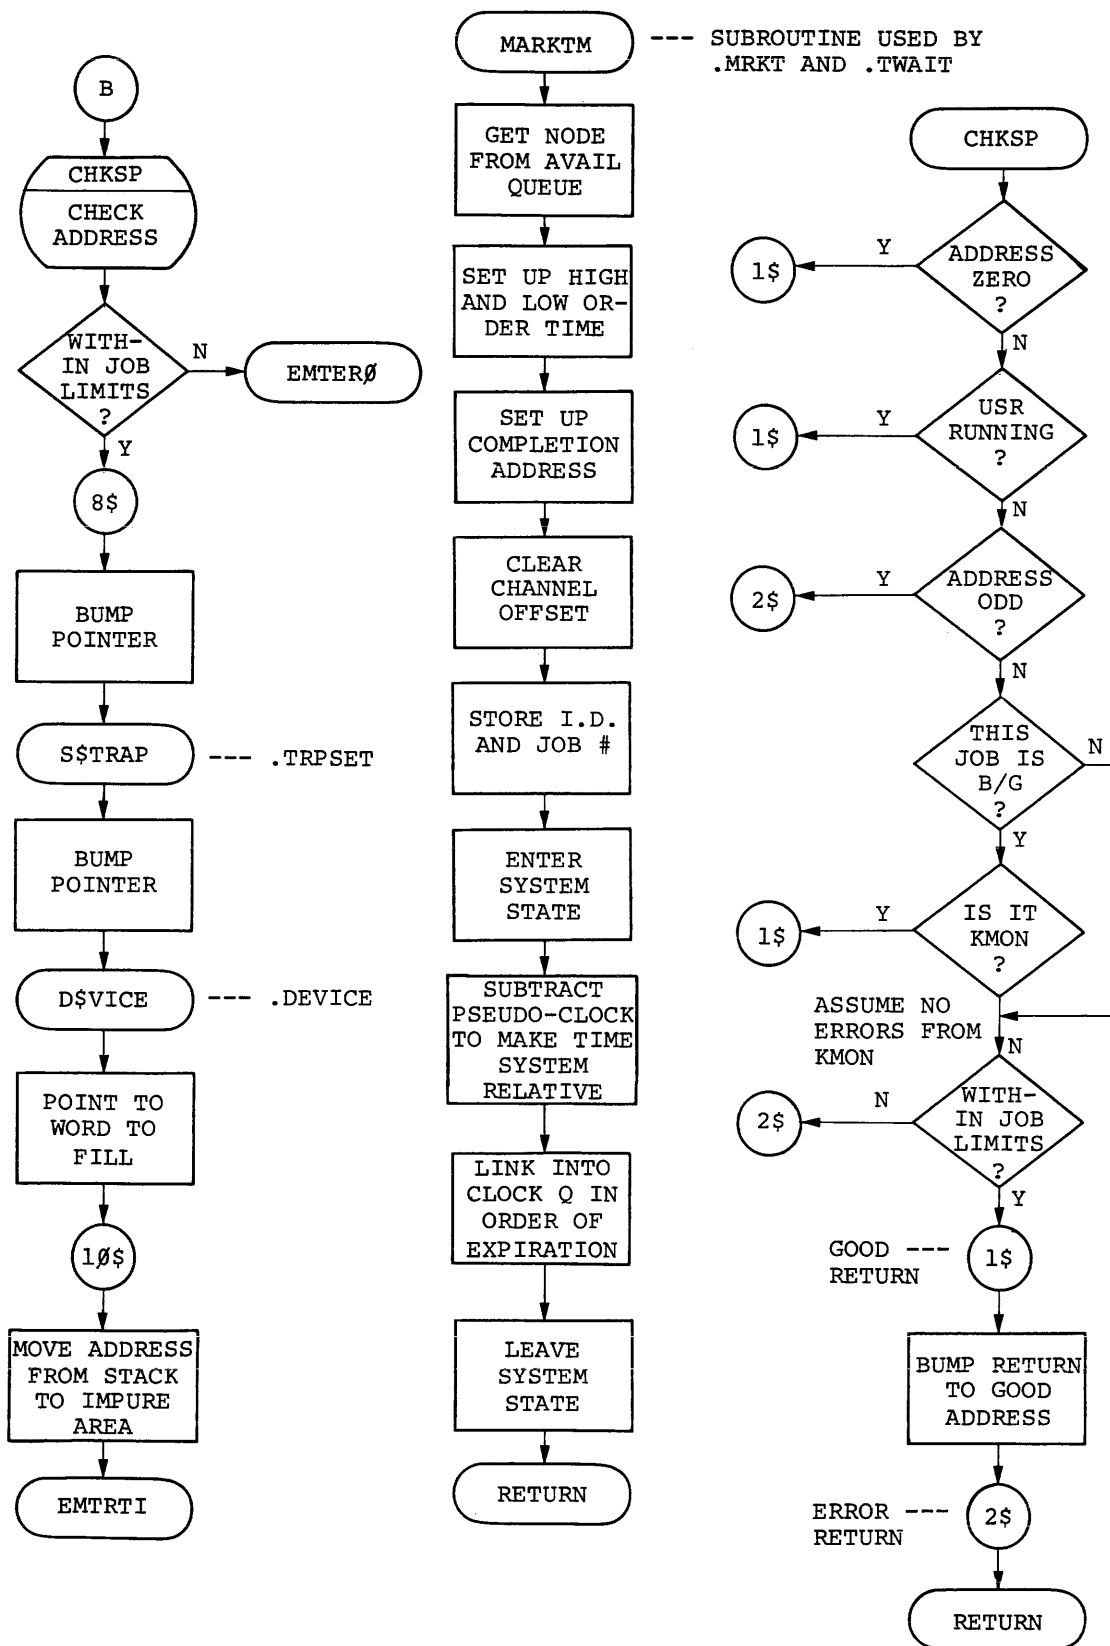 B
CHKSP
CHECK
ADDRESS
WITH-
IN JOB
LIMITS
?
N
EMTERØ
Y
8$
BUMP
POINTER
S$TRAP
--- .TRPSET
BUMP
POINTER
D$VICE
--- .DEVICE
POINT TO
WORD TO
FILL
1Ø$
MOVE ADDRESS
FROM STACK
TO IMPURE
AREA
EMTRTI
MARKTM
--- SUBROUTINE USED BY
.MRKT AND .TWAIT
GET NODE
FROM AVAIL
QUEUE
SET UP HIGH
AND LOW OR-
DER TIME
SET UP
COMPLETION
ADDRESS
CLEAR
CHANNEL
OFFSET
STORE I.D.
AND JOB #
ENTER
SYSTEM
STATE
SUBTRACT
PSEUDO-CLOCK
TO MAKE TIME
SYSTEM
RELATIVE
LINK INTO
CLOCK Q IN
ORDER OF
EXPIRATION
LEAVE
SYSTEM
STATE
RETURN
CHKSP
ADDRESS
ZERO
?
Y
1$
N
USR
RUNNING
?
Y
1$
N
ADDRESS
ODD
?
Y
2$
N
THIS
JOB IS
B/G
?
N
Y
IS IT
KMON
?
Y
1$
ASSUME NO
ERRORS FROM
KMON
N
WITH-
IN JOB
LIMITS
?
N
2$
Y
GOOD ---
RETURN
1$
BUMP RETURN
TO GOOD
ADDRESS
ERROR ---
RETURN
2$
RETURN